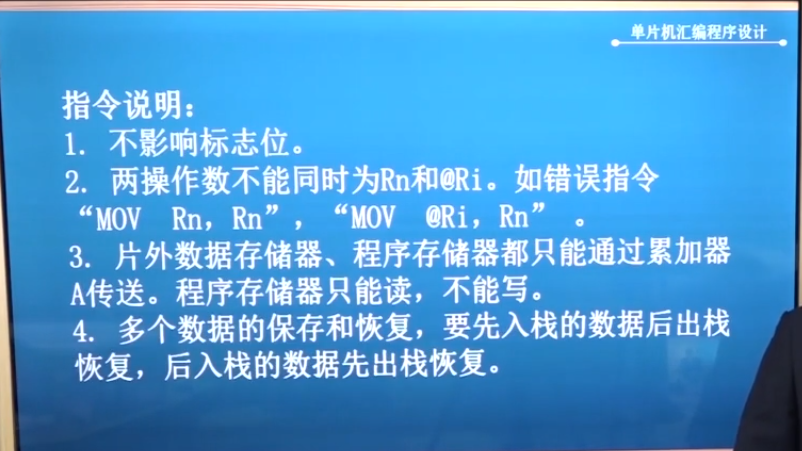 单片机汇编程序设计
指令说明：
1. 不影响标志位。
2. 两操作数不能同时为Rn和@Ri。如错误指令
“MOV Rn，Rn”，“MOV @Ri，Rn” 。
3. 片外数据存储器、程序存储器都只能通过累加器
A传送。程序存储器只能读，不能写。
4. 多个数据的保存和恢复，要先入栈的数据后出栈
恢复，后入栈的数据先出栈恢复。